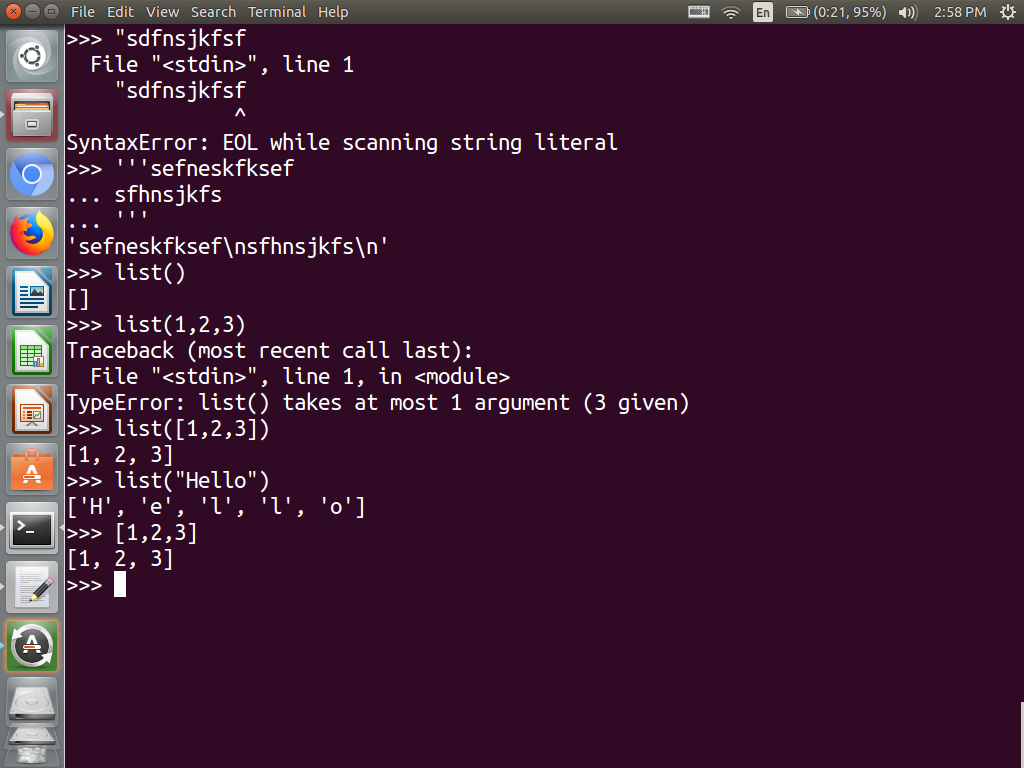 File Edit View Search Terminal Help En (0:21, 95%) 2:58 PM
>>> "sdfnsjkfsf
  File "<stdin>", line 1
    "sdfnsjkfsf
              ^
SyntaxError: EOL while scanning string literal
>>> '''sefneskfksef
... sfhnsjkfs
... '''
'sefneskfksef\nsfhnsjkfs\n'
>>> list()
[]
>>> list(1,2,3)
Traceback (most recent call last):
  File "<stdin>", line 1, in <module>
TypeError: list() takes at most 1 argument (3 given)
>>> list([1,2,3])
[1, 2, 3]
>>> list("Hello")
['H', 'e', 'l', 'l', 'o']
>>> [1,2,3]
[1, 2, 3]
>>>